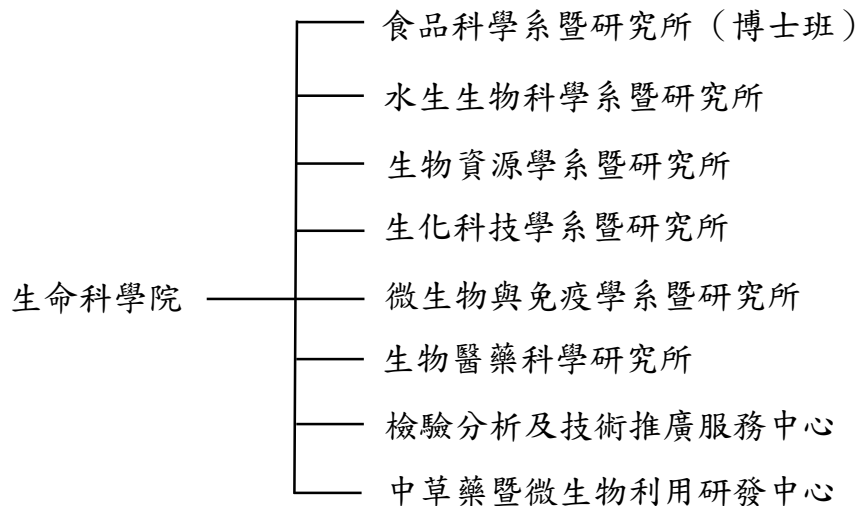 食品科學系暨研究所（博士班）
水生生物科學系暨研究所
生物資源學系暨研究所
生化科技學系暨研究所
生命科學院
微生物與免疫學系暨研究所
生物醫藥科學研究所
檢驗分析及技術推廣服務中心
中草藥暨微生物利用研發中心